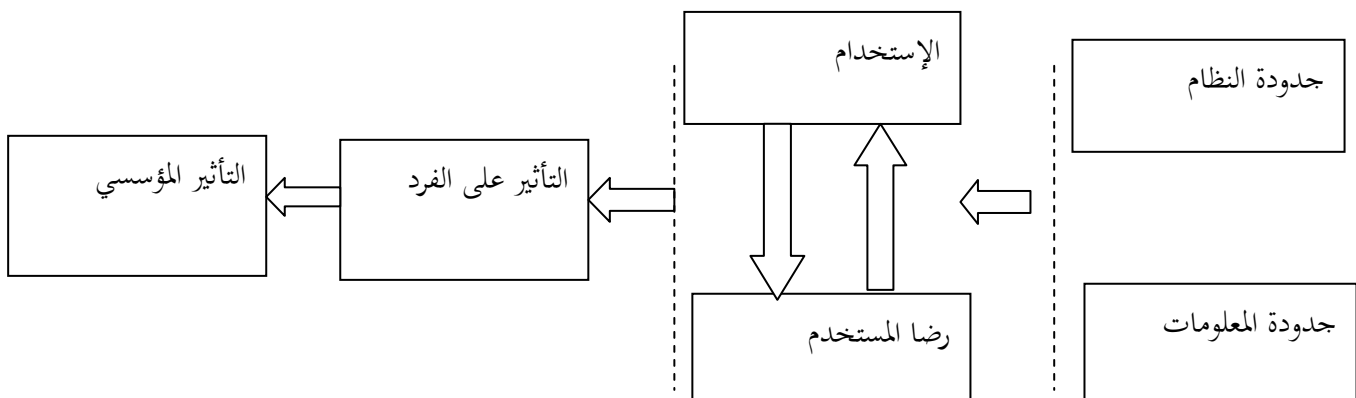 جدودة النظام
الإستخدام
التأثير على الفرد
التأثير المؤسسي
جدودة المعلومات
رضا المستخدم